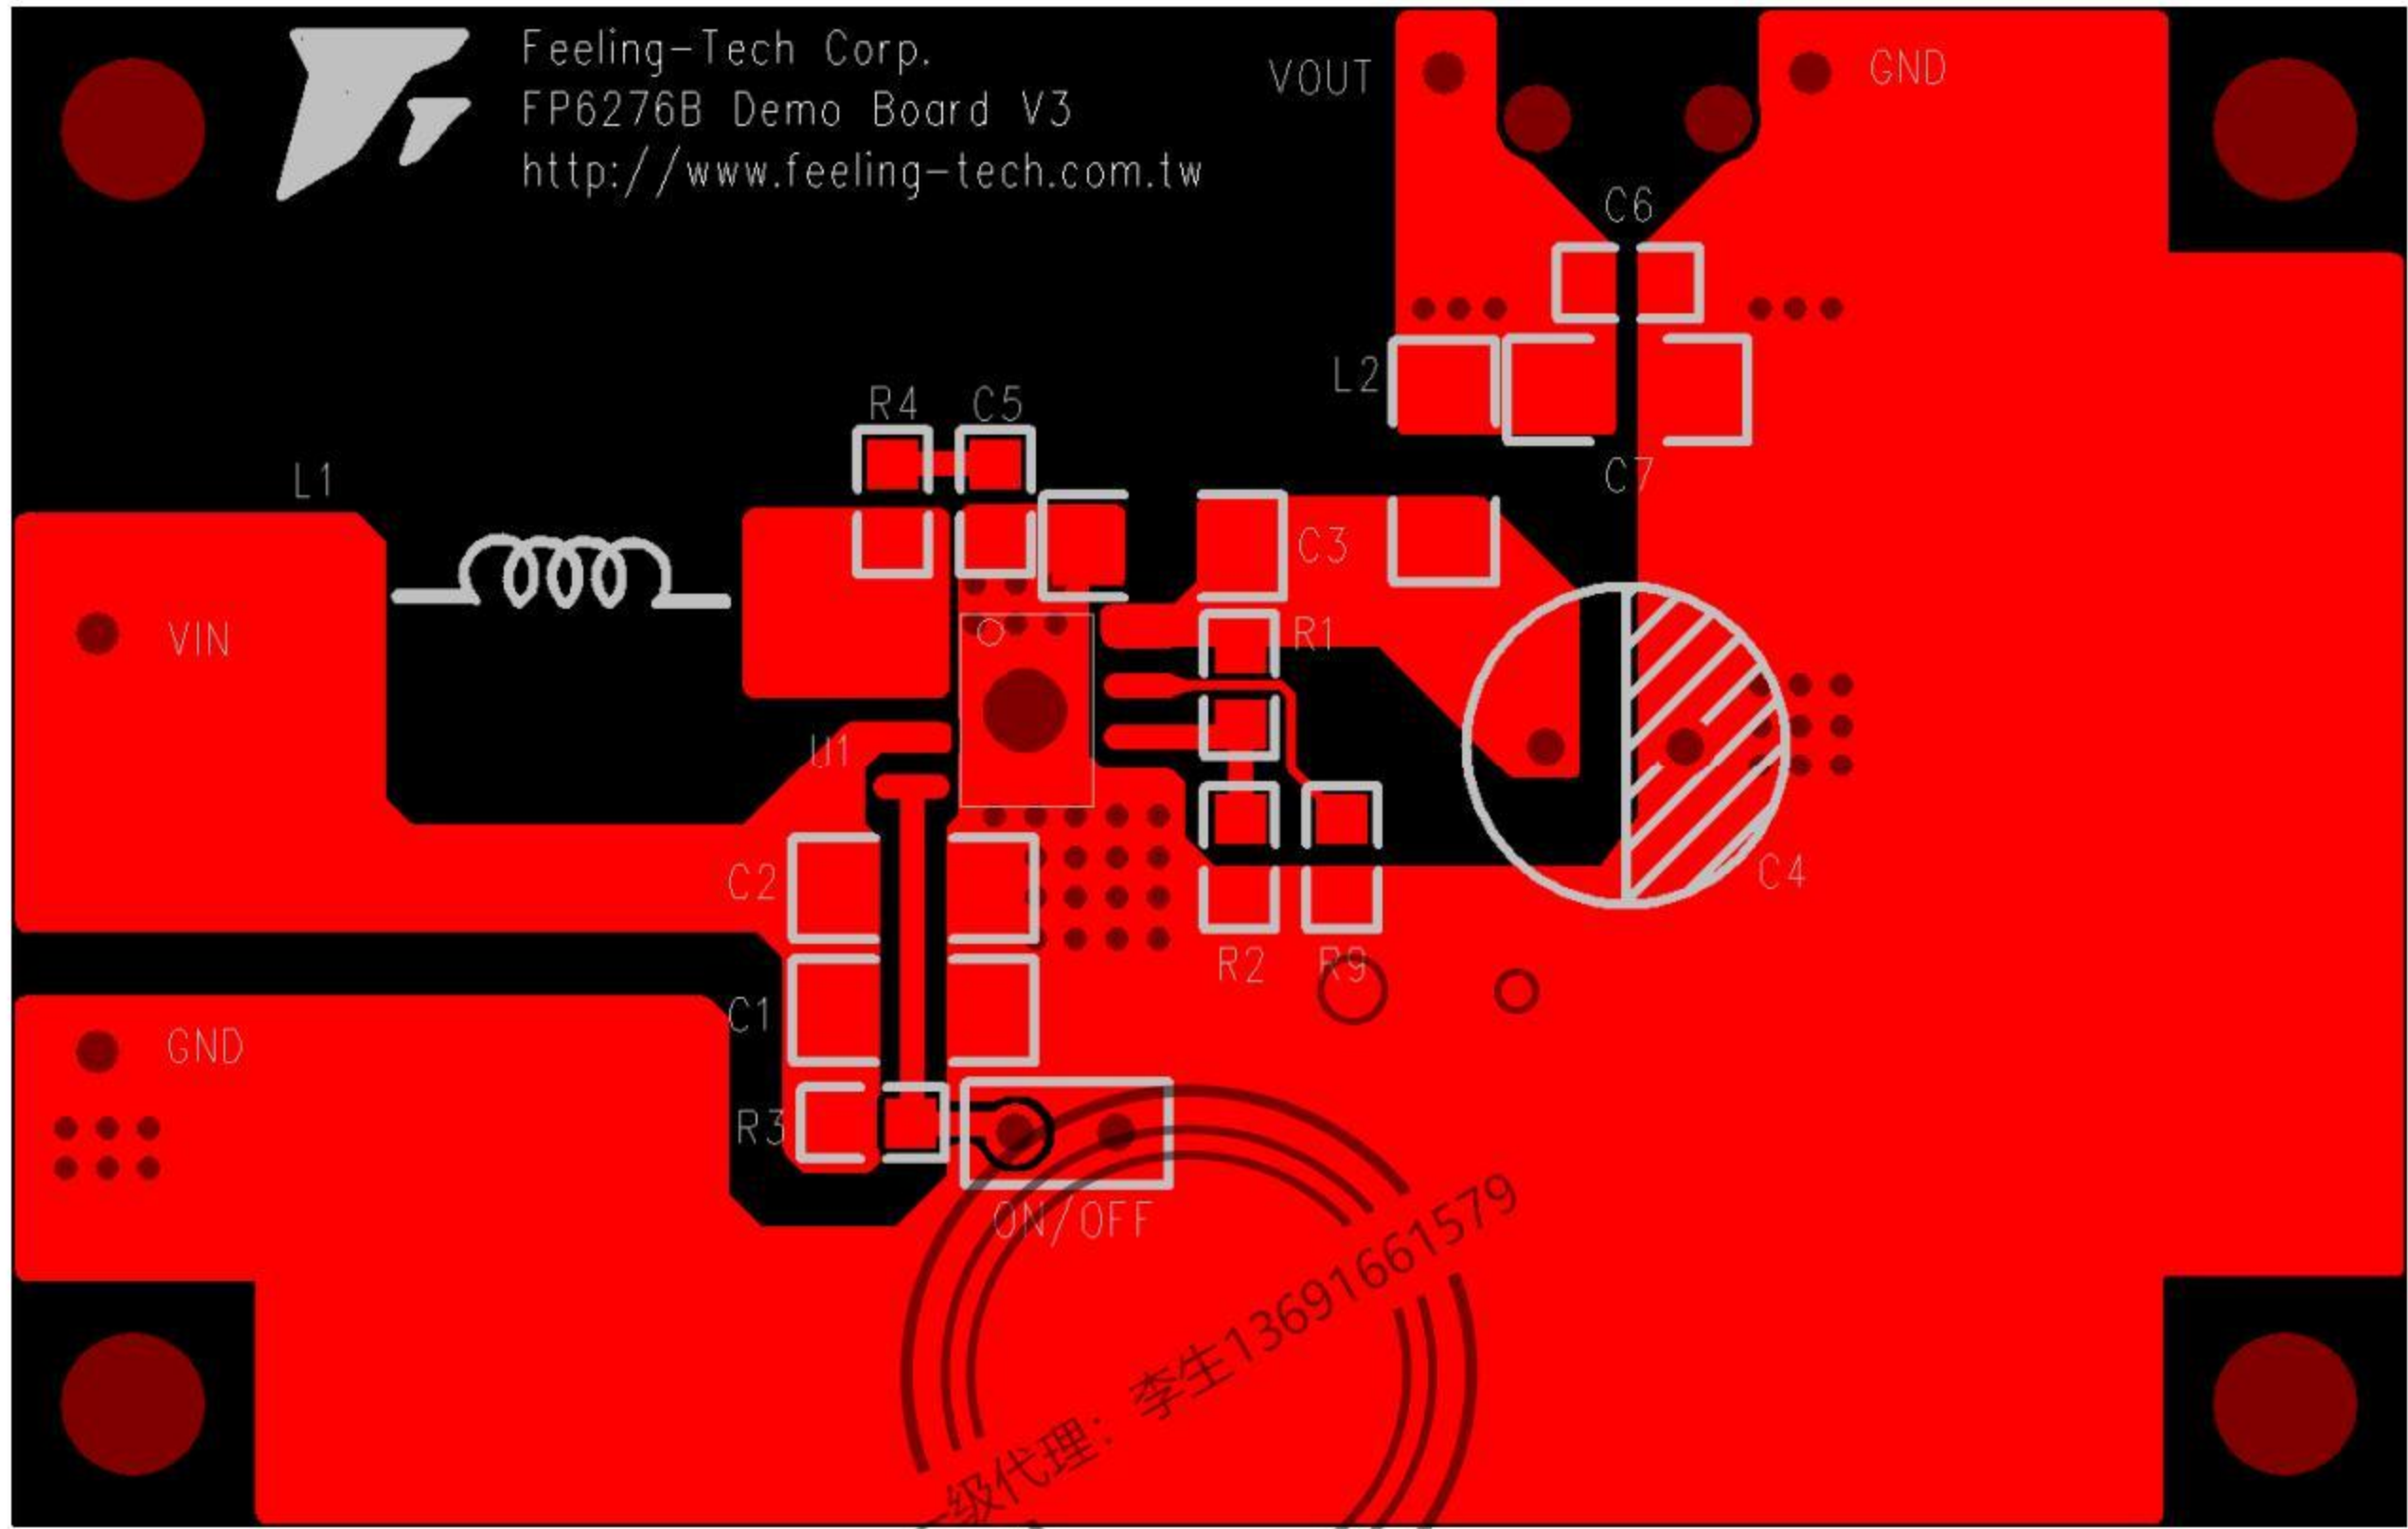 Feeling-Tech Corp.
FP6276B Demo Board V3
http://www.feeling-tech.com.tw
VOUT
GND
C6
L2
R4
C5
C7
L1
C3
R1
VIN
U1
C2
C4
R2
R9
C1
GND
R3
ON/OFF
一级代理：李生13691661579